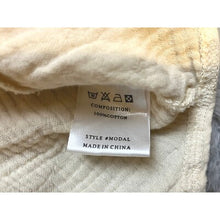 COMPOSITION:
100%COTTON
STYLE #MODAL
MADE IN CHINA